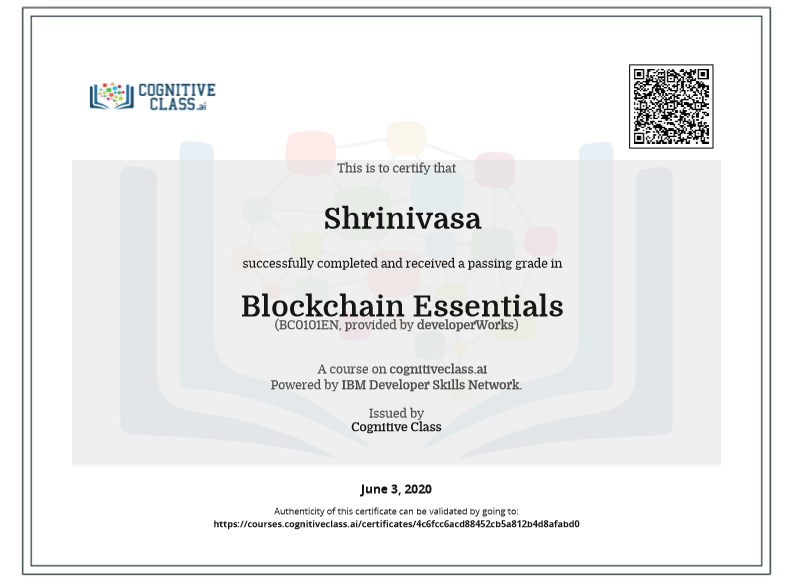 COGNITIVE
CLASS.ai
This is to certify that
Shrinivasa
successfully completed and received a passing grade in
Blockchain Essentials
(BC0101EN, provided by developerWorks)
A course on cognitiveclass.ai
Powered by IBM Developer Skills Network.
Issued by
Cognitive Class
June 3, 2020
Authenticity of this certificate can be validated by going to:
https://courses.cognitiveclass.ai/certificates/4c6fcc6acd88452cb5a812b4d8afabd0